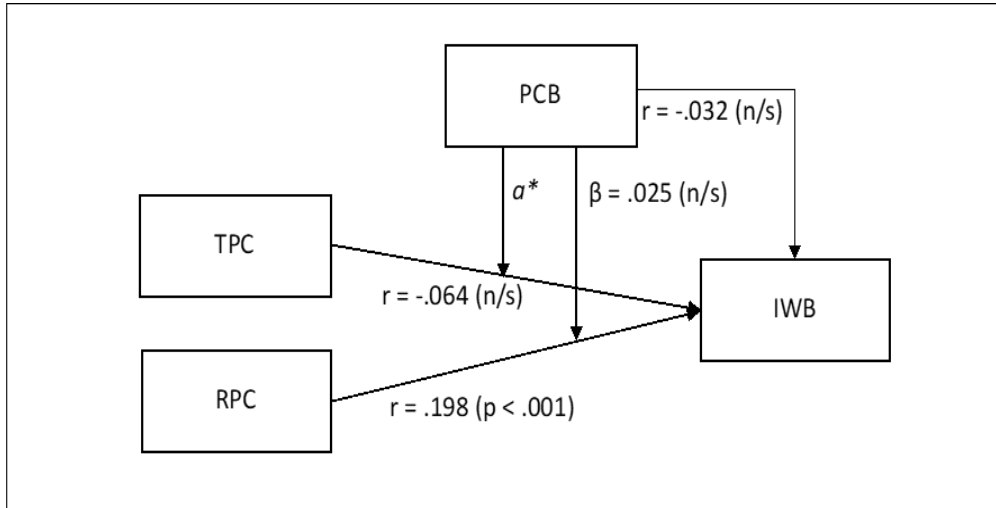 PCB
r = -.032 (n/s)
a*
β = .025 (n/s)
TPC
r = -.064 (n/s)
IWB
RPC
r = .198 (p < .001)